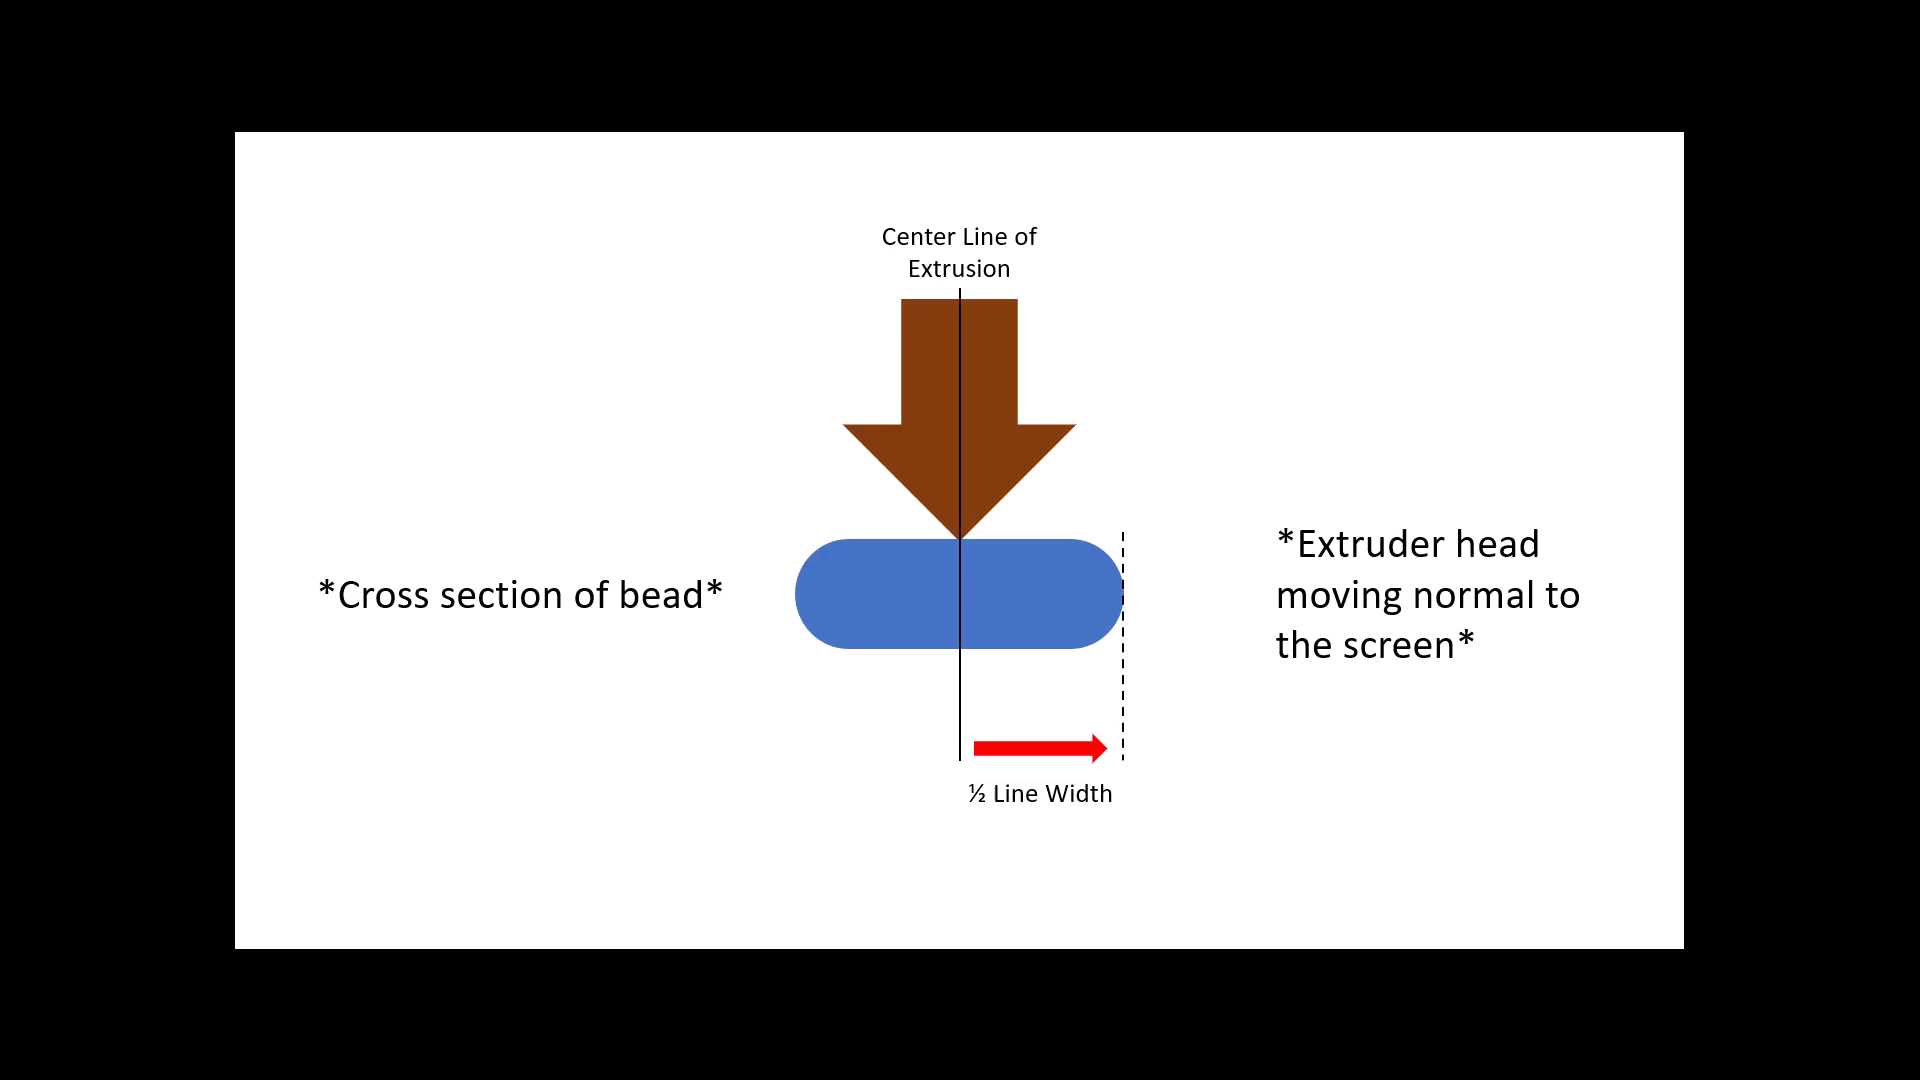 Center Line of
Extrusion
*Cross section of bead*
*Extruder head
moving normal to
the screen*
½ Line Width